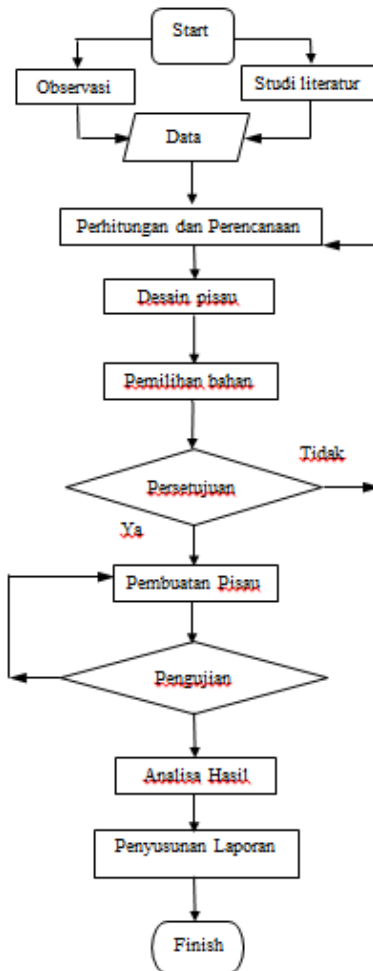 Start
Observasi
Studi literatur
Data
Perhitungan dan Perencanaan
Desain pisau
Pemilihan bahan
Tidak
Persetujuan
Ya
Pembuatan Pisau
Pengujian
Analisa Hasil
Penyusunan Laporan
Finish